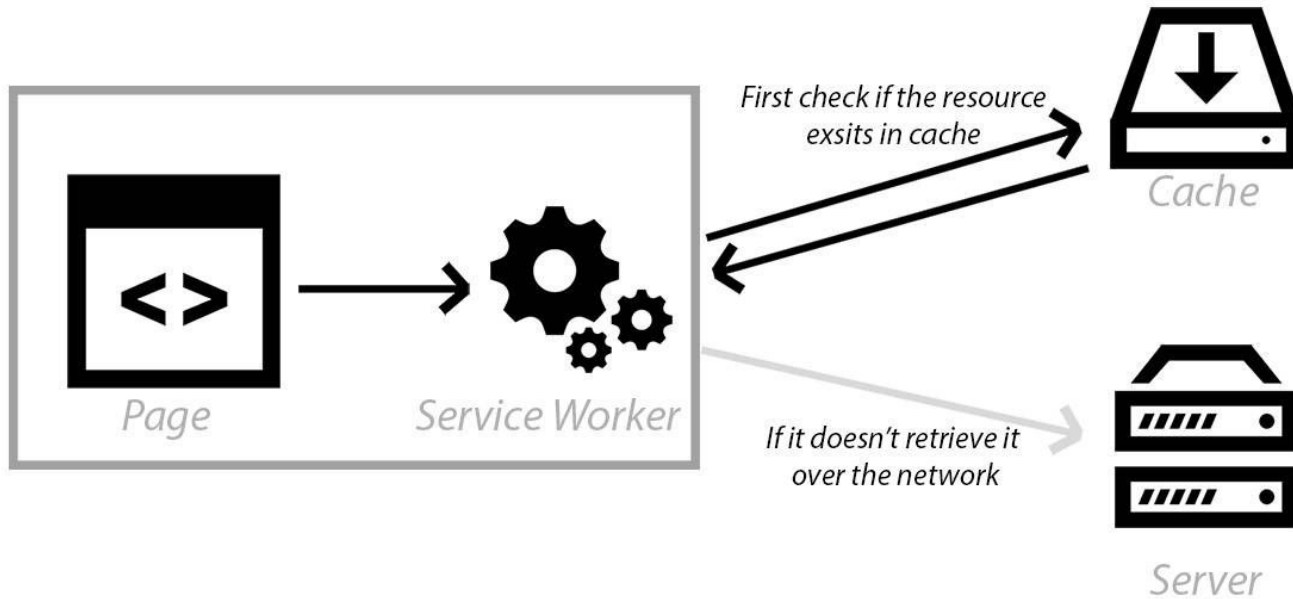 First check if the resource
exsits in cache
Cache
< >
Page
Service Worker
If it doesn’t retrieve it
over the network
Server